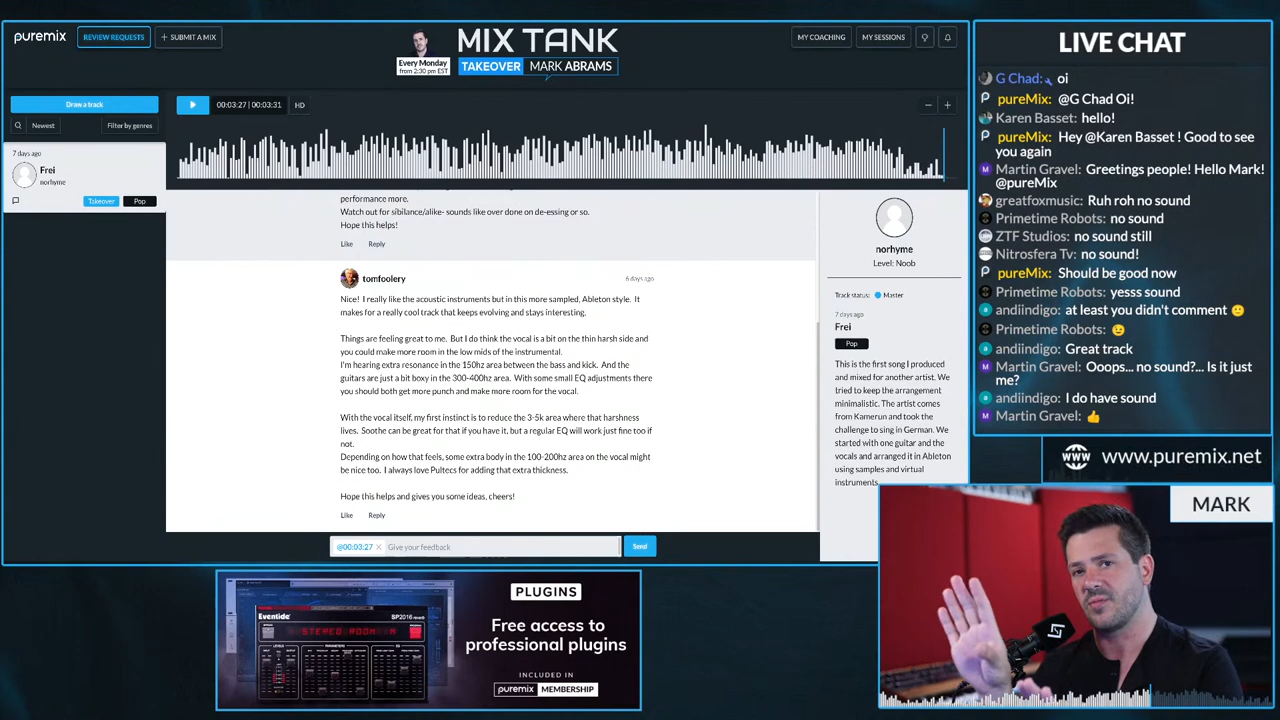 puremix
REVIEW REQUESTS
+ SUBMIT A MIX
Every Monday
from 2:30 pm EST
MIX TANK
TAKEOVER MARK ABRAMS
MY COACHING
MY SESSIONS
Draw a track
Newest
Filter by genres
7 days ago
Frei
norhyme
Takeover
Pop
00:03:27 | 00:03:31
HD
performance more.
Watch out for sibilance/alike- sounds like over done on de-essing or so.
Hope this helps!
Like Reply
tomfoolery
6 days ago
Nice! I really like the acoustic instruments but in this more sampled, Ableton style. It
makes for a really cool track that keeps evolving and stays interesting.
Things are feeling great to me. But I do think the vocal is a bit on the thin harsh side and
you could make more room in the low mids of the instrumental.
I'm hearing extra resonance in the 150hz area between the bass and kick. And the
guitars are just a bit boxy in the 300-400hz area. With some small EQ adjustments there
you should both get more punch and make more room for the vocal.
With the vocal itself, my first instinct is to reduce the 3-5k area where that harshness
lives. Soothe can be great for that if you have it, but a regular EQ will work just fine too if
not.
Depending on how that feels, some extra body in the 100-200hz area on the vocal might
be nice too. I always love Pultecs for adding that extra thickness.
Hope this helps and gives you some ideas, cheers!
Like Reply
@00:03:27 × Give your feedback
Send
norhyme
Level: Noob
Track status: Master
7 days ago
Frei
Pop
This is the first song I produced
and mixed for another artist. We
tried to keep the arrangement
minimalistic. The artist comes
from Kamerun and took the
challenge to sing in German. We
started with one guitar and the
vocals and arranged it in Ableton
using samples and virtual
instruments.
LIVE CHAT
G Chad: oi
pureMix: @G Chad Oi!
Karen Basset: hello!
pureMix: Hey @Karen Basset ! Good to see
you again
Martin Gravel: Greetings people! Hello Mark!
@pureMix
greatfoxmusic: Ruh roh no sound
Primetime Robots: no sound
ZTF Studios: no sound still
Nitrosfera Tv: no sound!
pureMix: Should be good now
Primetime Robots: yesss sound
andiindigo: at least you didn't comment 🙂
Primetime Robots: 😉
andiindigo: Great track
Martin Gravel: Ooops... no sound?... Is it just
me?
andiindigo: I do have sound
Martin Gravel: 👍
WWW
www.puremix.net
MARK
Eventide
SP2016 reverb
STEREO ROOM
PLUGINS
Free access to
professional plugins
INCLUDED IN
puremix MEMBERSHIP